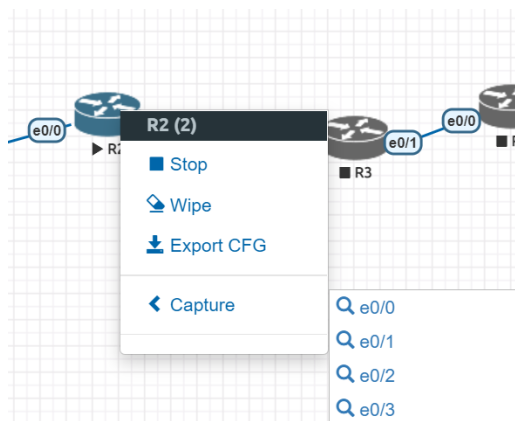 e0/0
R2 (2)
e0/0
R2
e0/1
Stop
R3
Wipe
Export CFG
Capture
e0/0
e0/1
e0/2
e0/3